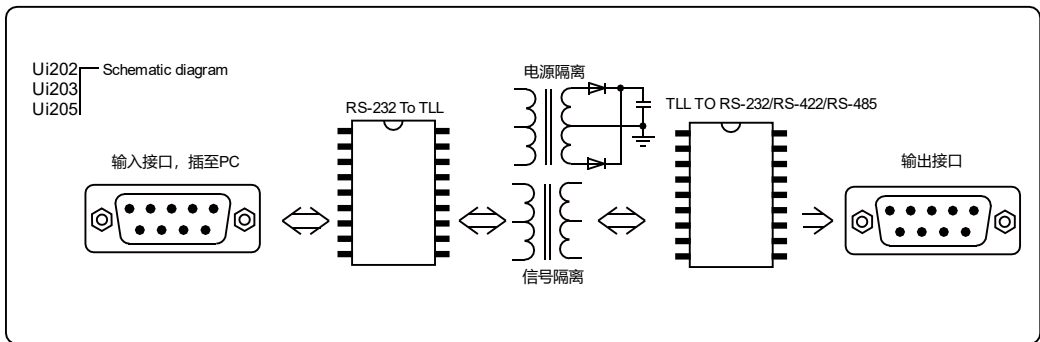 Ui202 Schematic diagram
Ui203
Ui205
RS-232 To TLL
电源隔离
TLL TO RS-232/RS-422/RS-485
输入接口，插至PC
输出接口
信号隔离